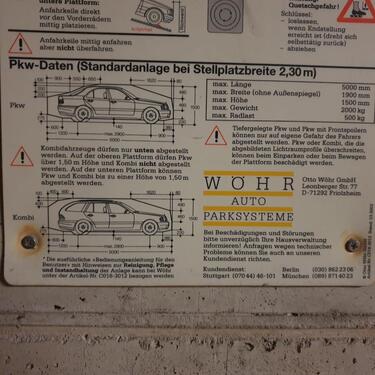 unteren Plattform:
Anfahrkeile direkt
vor den Vorderrädern
mittig platzieren.
Anfahrkeile mittig anfahren
aber nicht überfahren.
Quetschgefahr!
Schlüssel:
- loslassen,
wenn Endstellung
erreicht ist (dreht sich
selbsttätig zurück)
- abziehen
Pkw-Daten (Standardanlage bei Stellplatzbreite 2,30 m)
Pkw
max. Länge 5000 mm
max. Breite (ohne Außenspiegel) 1900 mm
max. Höhe 1500 mm
max. Gewicht 2000 kg
max. Radlast 500 kg
Tiefergelegte Pkw und Pkw mit Frontspoilern
können nur auf eigene Gefahr des Fahrers
abgestellt werden. Pkw oder Kombi, die die
abgebildeten Lichtraumprofile überschreiten,
können beim Einparken oder beim Bewegen
der Plattform beschädigt werden.
Kombifahrzeuge dürfen nur unten abgestellt
werden. Auf der oberen Plattform dürfen Pkw
über 1,50 m Höhe und Kombi nicht abgestellt
werden. Auf der unteren Plattform können
Pkw und Kombi bis zu einer Höhe von 1,50 m
abgestellt werden.
Kombi
WÖHR
AUTO
PARKSYSTEME
Otto Wöhr GmbH
Leonberger Str. 77
D-71292 Friolzheim
Bei Beschädigungen und Störungen
bitte unverzüglich Ihre Hausverwaltung
informieren! Anfragen wegen technischer
Probleme können Sie auch an unseren
Kundendienst richten.
Kundendienst: Berlin (030) 862 23 06
Stuttgart (070 44) 46-101 München (089) 871 40 23
* Die ausführliche »Bedienungsanleitung für den
Benutzer« mit Hinweisen zur Reinigung, Pflege
und Instandhaltung der Anlage kann bei Wöhr
unter der Artikel-Nr. C016-3012 bezogen werden.